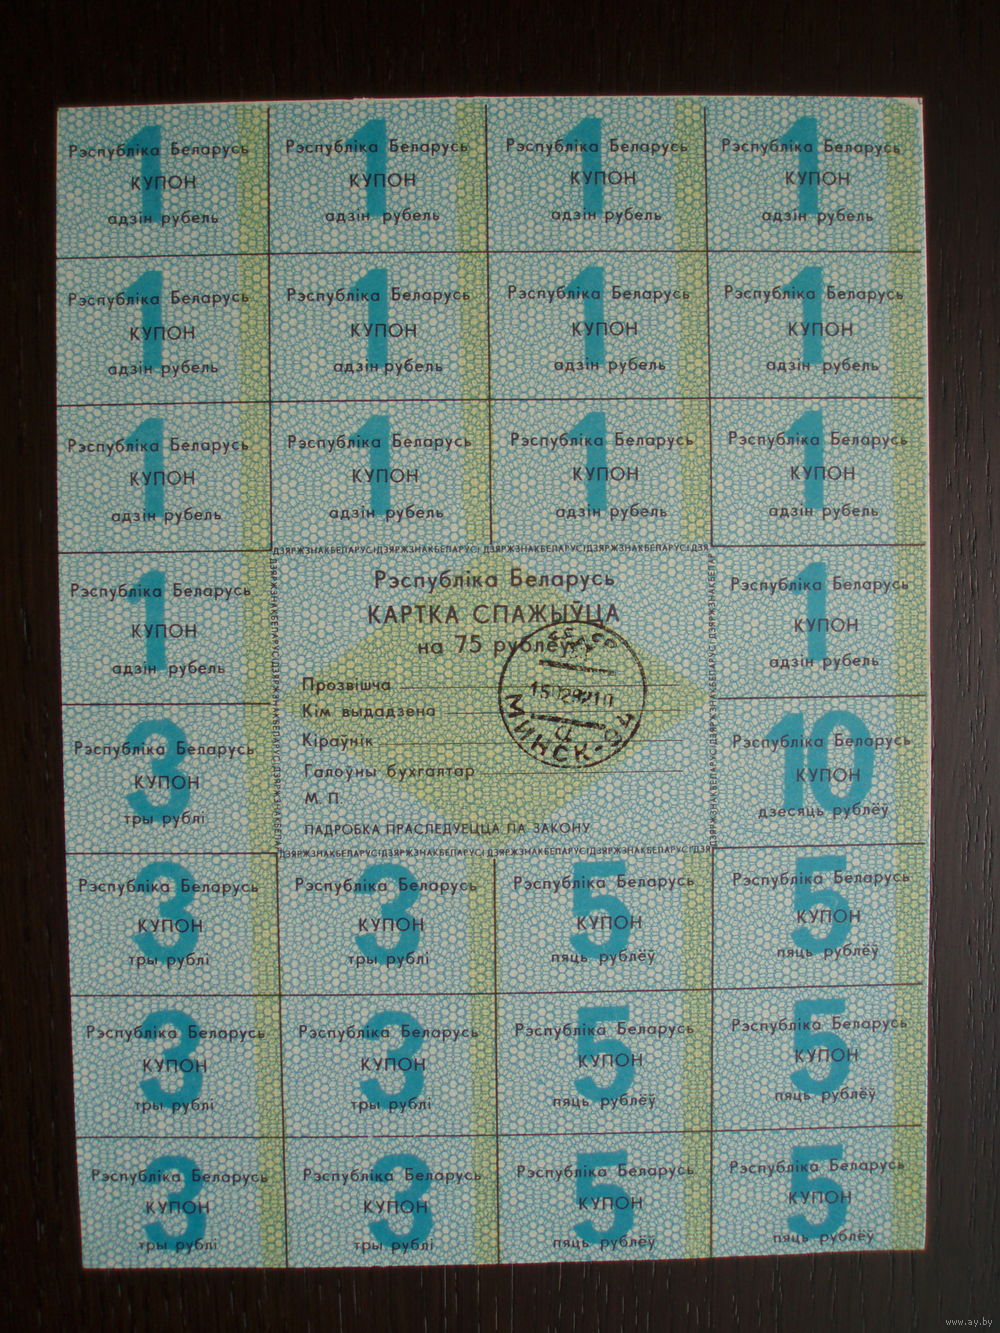 Рэспубліка Беларусь Рэспубліка Беларусь Рэспубліка Беларусь Рэспубліка Беларусь
1 1 1 1
КУПОН КУПОН КУПОН КУПОН
адзін рубель адзін рубель адзін рубель адзін рубель
Рэспубліка Беларусь Рэспубліка Беларусь Рэспубліка Беларусь Рэспубліка Беларусь
1 1 1 1
КУПОН КУПОН КУПОН КУПОН
адзін рубель адзін рубель адзін рубель адзін рубель
Рэспубліка Беларусь Рэспубліка Беларусь Рэспубліка Беларусь Рэспубліка Беларусь
1 1 1 1
КУПОН КУПОН КУПОН КУПОН
адзін рубель адзін рубель адзін рубель адзін рубель
Рэспубліка Беларусь
1
КУПОН
адзін рубель
ДЗЯРЖЗНАКБЕЛАРУСІДЗЯРЖЗНАКБЕЛАРУСІДЗЯРЖЗНАКБЕЛАРУСІДЗЯРЖЗНАКБЕЛАРУСІДЗЯ
Рэспубліка Беларусь
КАРТКА СПАЖЫЎЦА
на 75 рублёў
Прозвішча
Кім выдадзена
Кіраўнік
Галоўны бухгалтар
М. П.
ПАДРОБКА ПРАСЛЕДУЕЦЦА ПА ЗАКОНУ
ДЗЯРЖЗНАКБЕЛАРУСІДЗЯРЖЗНАКБЕЛАРУСІДЗЯРЖЗНАКБЕЛАРУСІДЗЯРЖЗНАКБЕЛАРУСІДЗЯ
МИНСК
Рэспубліка Беларусь
1
КУПОН
адзін рубель
Рэспубліка Беларусь
3
КУПОН
тры рублі
Рэспубліка Беларусь
10
КУПОН
дзесяць рублёў
Рэспубліка Беларусь Рэспубліка Беларусь Рэспубліка Беларусь Рэспубліка Беларусь
3 3 5 5
КУПОН КУПОН КУПОН КУПОН
тры рублі тры рублі пяць рублёў пяць рублёў
Рэспубліка Беларусь Рэспубліка Беларусь Рэспубліка Беларусь Рэспубліка Беларусь
3 3 5 5
КУПОН КУПОН КУПОН КУПОН
тры рублі тры рублі пяць рублёў пяць рублёў
Рэспубліка Беларусь Рэспубліка Беларусь Рэспубліка Беларусь Рэспубліка Беларусь
3 3 5 5
КУПОН КУПОН КУПОН КУПОН
тры рублі тры рублі пяць рублёў пяць рублёў
www.ay.by